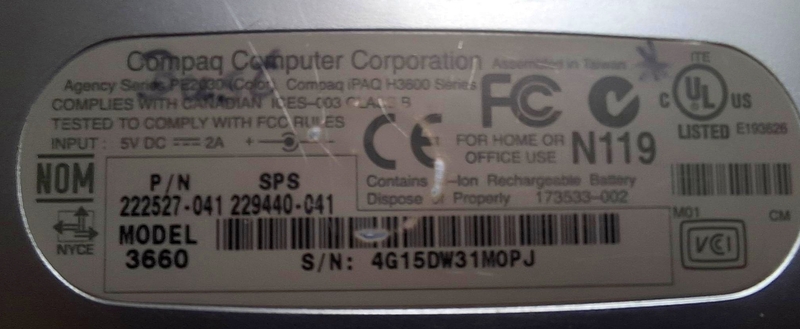 Compaq Computer Corporation Assembled in Taiwan
Agency Series PE2030 (Color) Compaq iPAQ H3600 Series
COMPLIES WITH CANADIAN ICES-003 CLASS B
TESTED TO COMPLY WITH FCC RULES
INPUT : 5V DC 2A + -
FC
CE
FOR HOME OR
OFFICE USE
N119
ITE
C UL US
LISTED E193626
Contains -Ion Rechargeable Battery
Dispose of Properly 173533-002
NOM
NYCE
P/N SPS
222527-041 229440-041
MODEL
3660
S/N: 4G15DW31M0PJ
M01 CM
VCCI